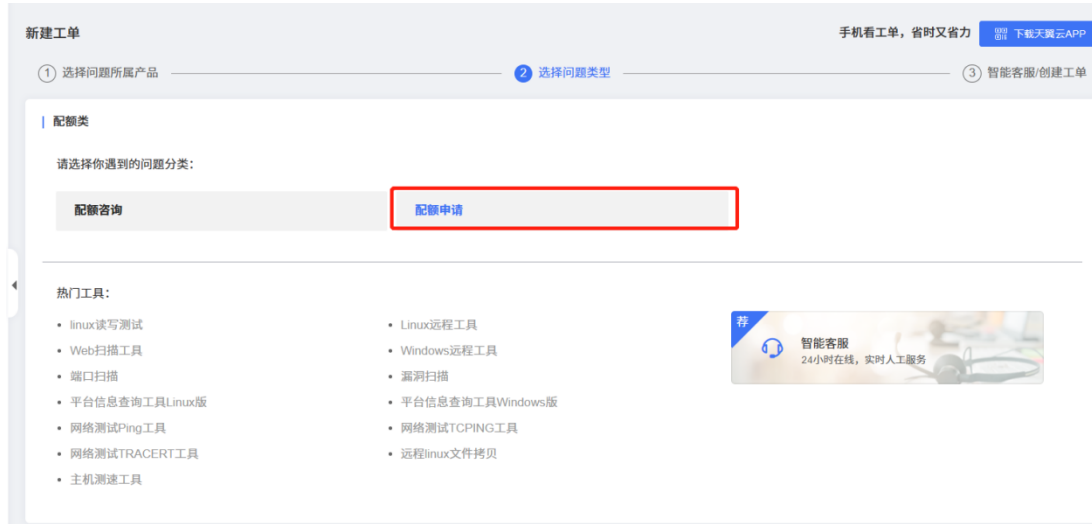 新建工单
手机看工单，省时又省力 下载天翼云APP
1 选择问题所属产品 2 选择问题类型 3 智能客服/创建工单
配额类
请选择你遇到的问题分类：
配额咨询 配额申请
热门工具：
linux读写测试 Linux远程工具
Web扫描工具 Windows远程工具
端口扫描 漏洞扫描
平台信息查询工具Linux版 平台信息查询工具Windows版
网络测试Ping工具 网络测试TCPING工具
网络测试TRACERT工具 远程linux文件拷贝
主机测速工具
荐
智能客服
24小时在线，实时人工服务